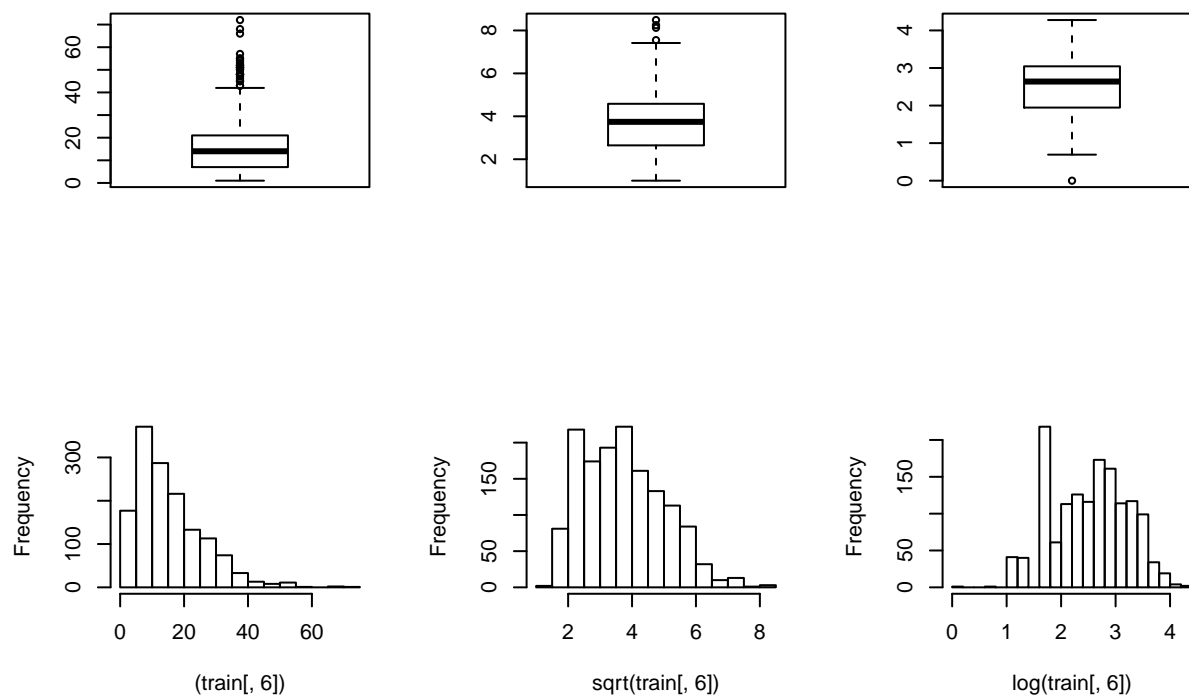 0 20 40 60
2 4 6 8
0 1 2 3 4
Frequency
0 100 300
0 20 40 60
(train[, 6])
Frequency
0 50 150
2 4 6 8
sqrt(train[, 6])
Frequency
0 50 150
0 1 2 3 4
log(train[, 6])